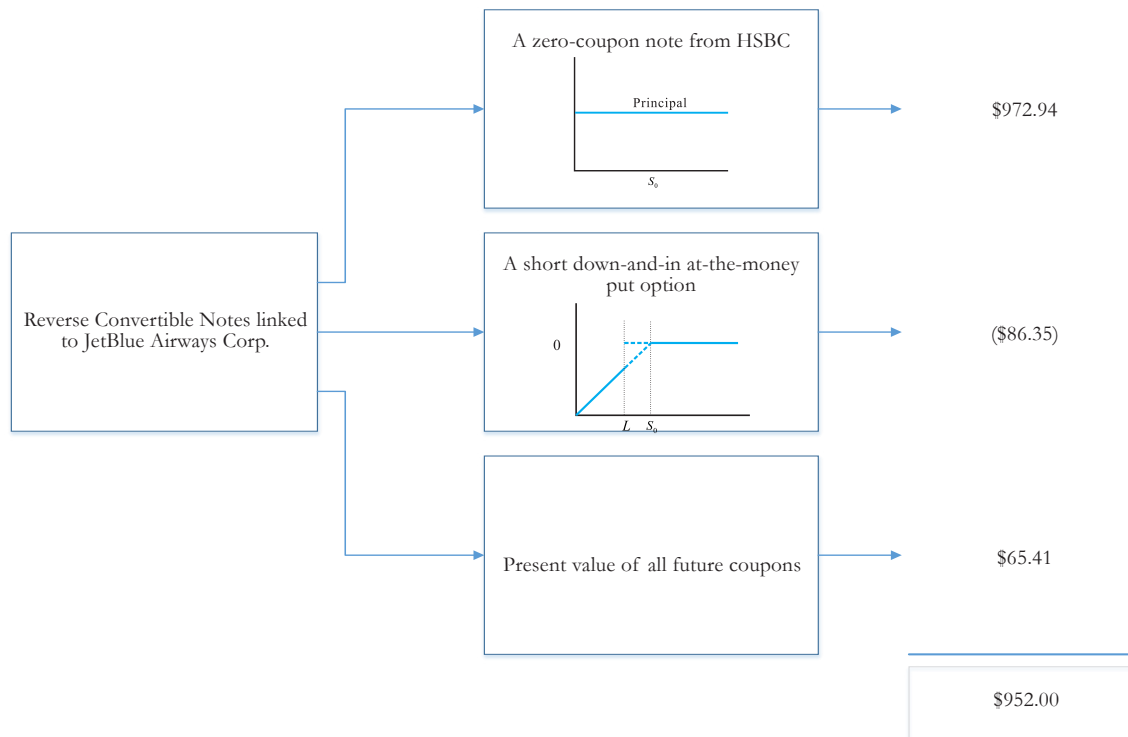 A zero-coupon note from HSBC
Principal
S₀
$972.94
Reverse Convertible Notes linked
to JetBlue Airways Corp.
A short down-and-in at-the-money
put option
0
L S₀
($86.35)
Present value of all future coupons
$65.41
$952.00